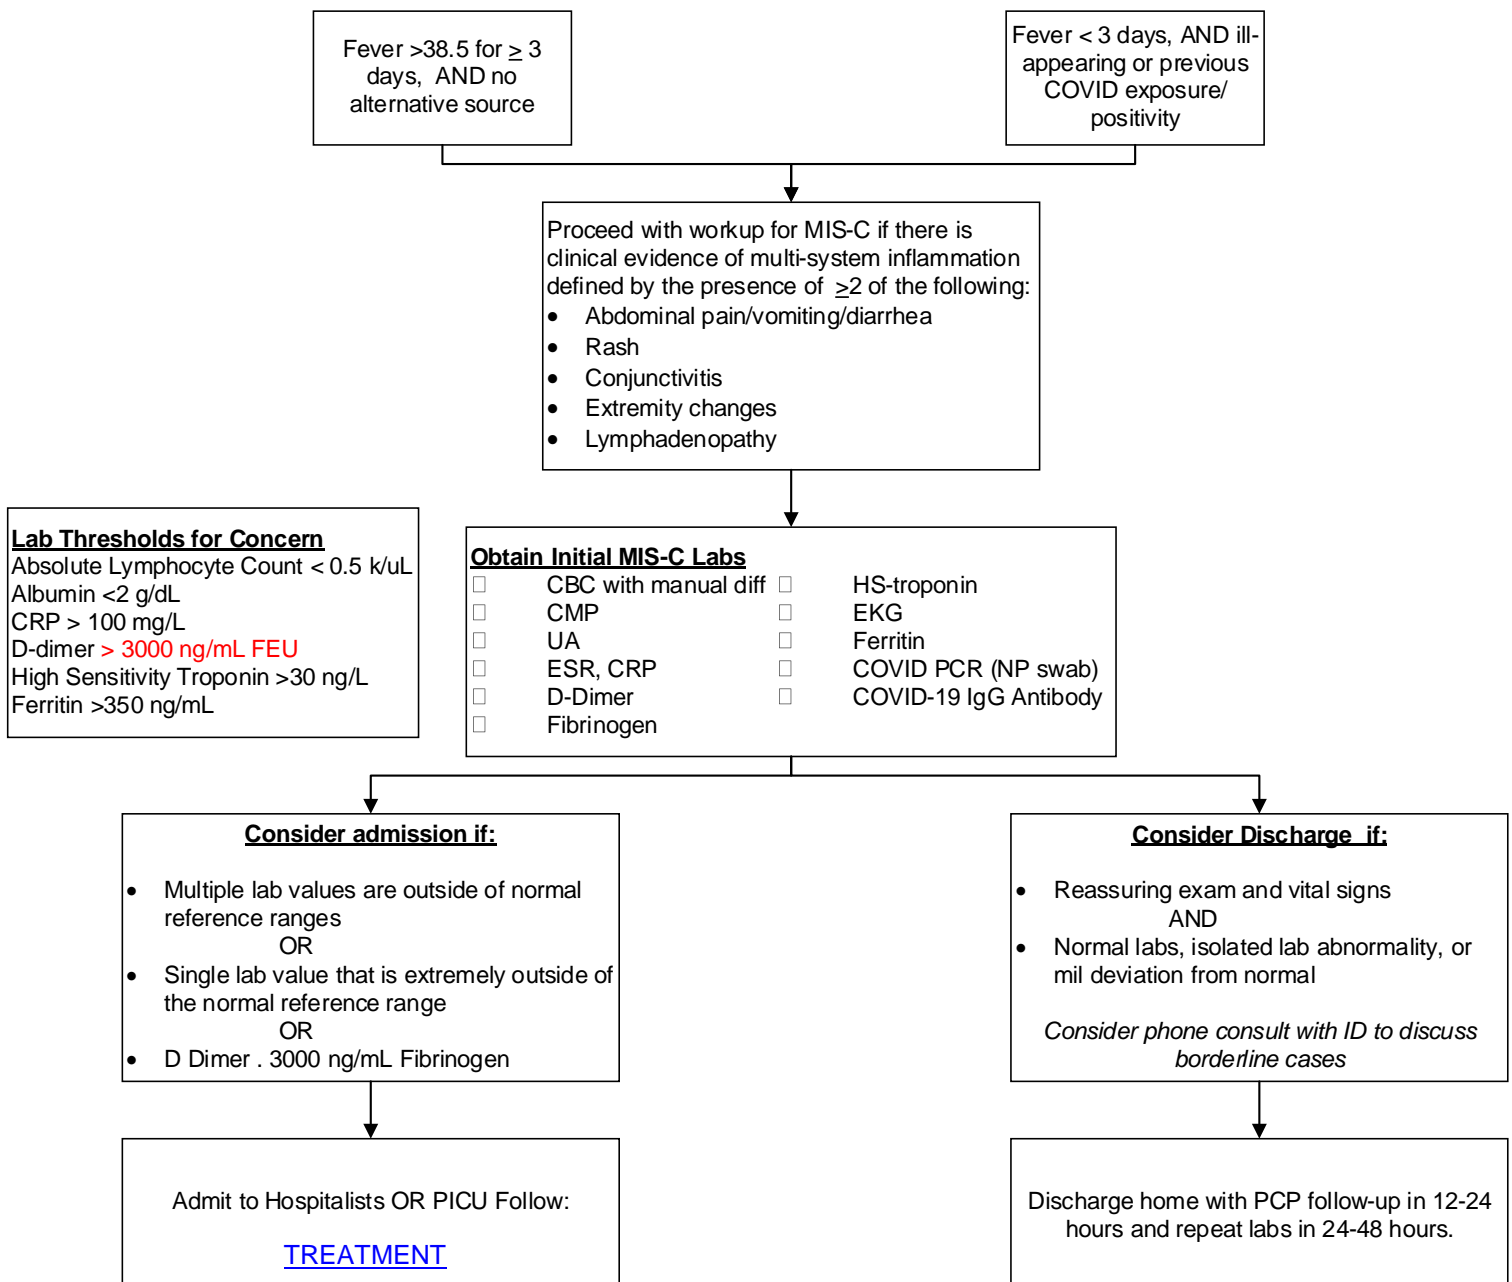 Fever >38.5 for ≥ 3
days, AND no
alternative source
Fever < 3 days, AND ill-
appearing or previous
COVID exposure/
positivity
Proceed with workup for MIS-C if there is
clinical evidence of multi-system inflammation
defined by the presence of ≥2 of the following:
• Abdominal pain/vomiting/diarrhea
• Rash
• Conjunctivitis
• Extremity changes
• Lymphadenopathy
Lab Thresholds for Concern
Absolute Lymphocyte Count < 0.5 k/uL
Albumin <2 g/dL
CRP > 100 mg/L
D-dimer > 3000 ng/mL FEU
High Sensitivity Troponin >30 ng/L
Ferritin >350 ng/mL
Obtain Initial MIS-C Labs
☐ CBC with manual diff
☐ CMP
☐ UA
☐ ESR, CRP
☐ D-Dimer
☐ Fibrinogen
☐ HS-troponin
☐ EKG
☐ Ferritin
☐ COVID PCR (NP swab)
☐ COVID-19 IgG Antibody
Consider admission if:
• Multiple lab values are outside of normal
reference ranges
OR
• Single lab value that is extremely outside of
the normal reference range
OR
• D Dimer . 3000 ng/mL Fibrinogen
Consider Discharge if:
• Reassuring exam and vital signs
AND
• Normal labs, isolated lab abnormality, or
mil deviation from normal
Consider phone consult with ID to discuss
borderline cases
Admit to Hospitalists OR PICU Follow:
TREATMENT
Discharge home with PCP follow-up in 12-24
hours and repeat labs in 24-48 hours.